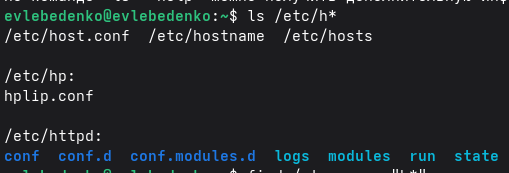 evlebedenko@evlebedenko:~$ ls /etc/h*
/etc/host.conf  /etc/hostname  /etc/hosts
/etc/hp:
hplip.conf
/etc/httpd:
conf  conf.d  conf.modules.d  logs  modules  run  state